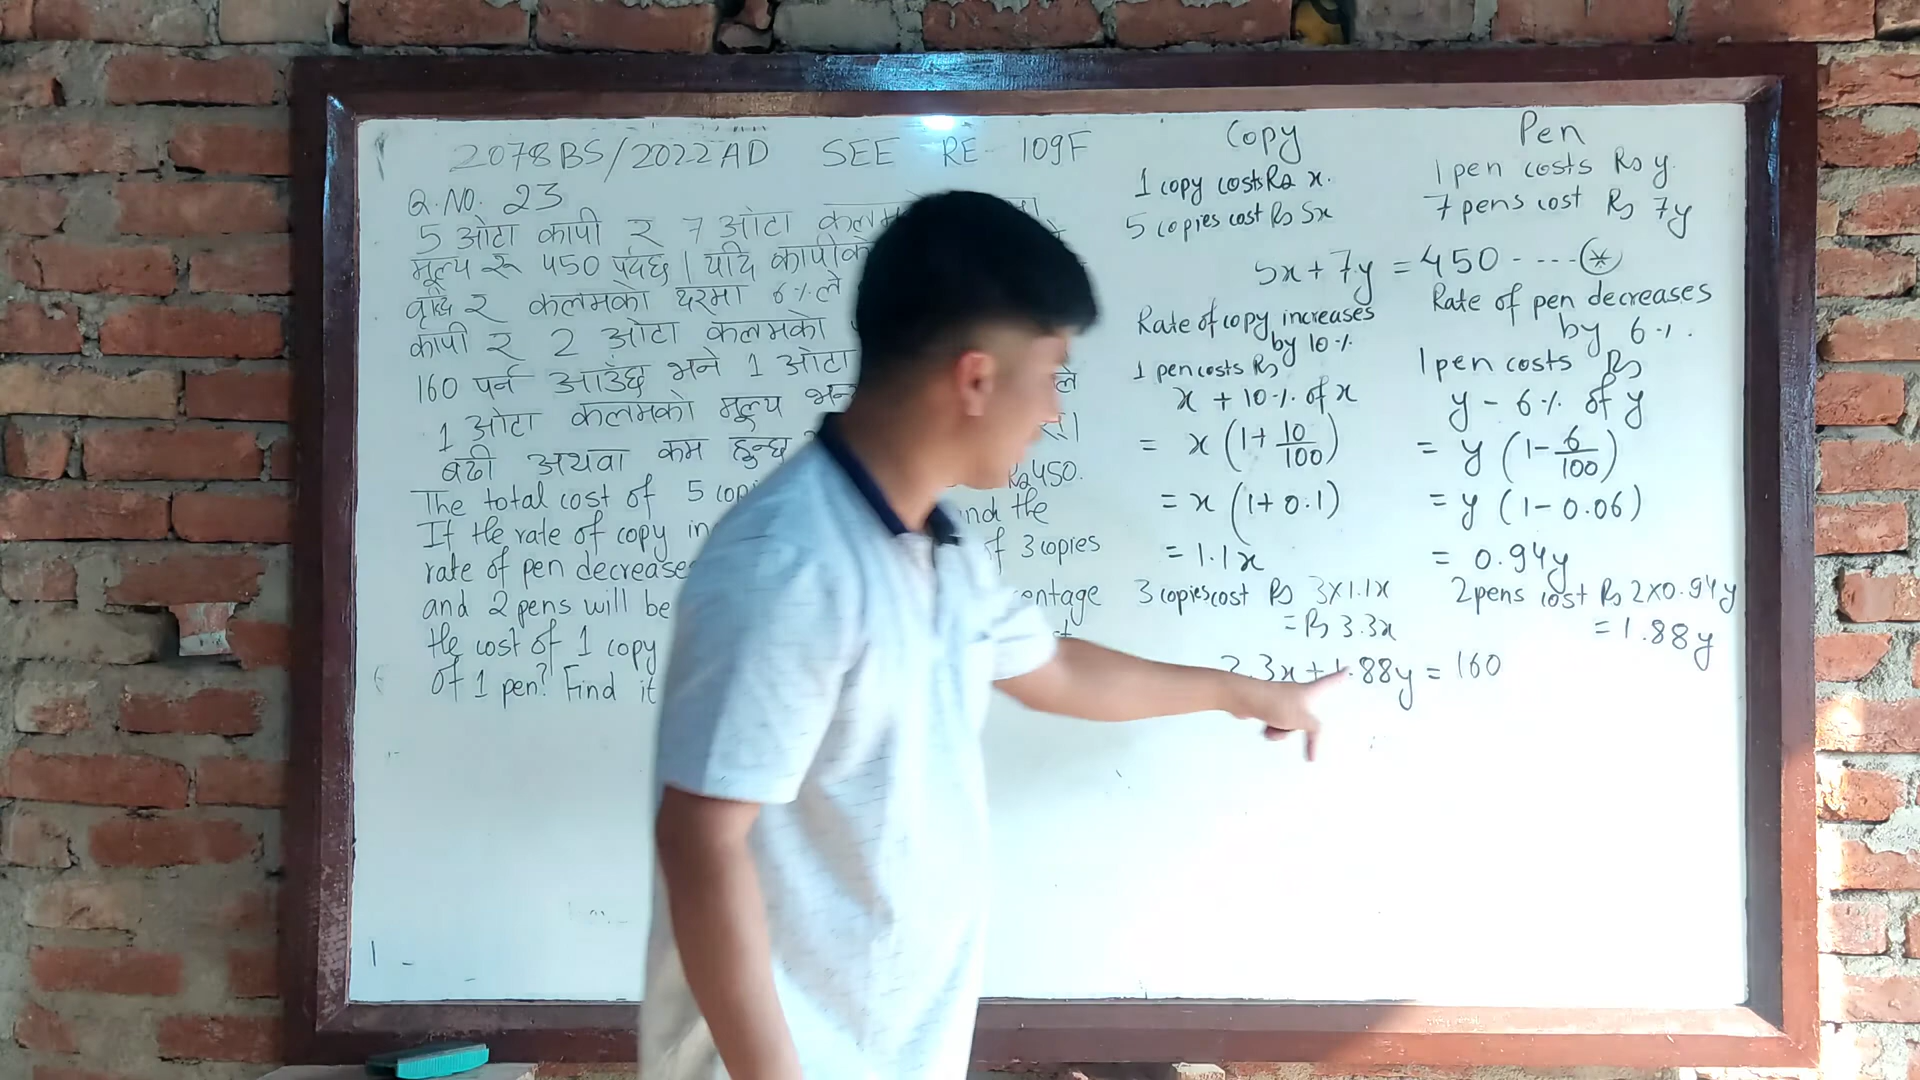 2078BS/2022AD SEE RE 109F
Q.NO. 23
5 ओटा कापी र 7 ओटा
मूल्य रू 450 पर्दछ । यदि
वृद्धि र कलमको दरमा 6%ले
कापी र 2 ओटा कलमको
160 पर्न आउँछ भने 1 ओटा
1 ओटा कलमको मूल्य
बढी अथवा कम हुन्छ
The total cost of 5 Rs450.
If the rate of copy and the
rate of pen of 3 copies
and 2 pens will be
the cost of 1 copy
of 1 pen? Find it
Copy
1 copy costs Rs x.
5 copies cost Rs 5x
Pen
1 pen costs Rs y.
7 pens cost Rs 7y
5x+7y = 450 - - - - ⊛
Rate of copy increases
by 10%
1 pen costs Rs
x + 10% of x
= x (1+ 10/100)
= x (1+0.1)
= 1.1x
3 copies cost Rs 3x1.1x
= Rs 3.3x
Rate of pen decreases
by 6%.
1 pen costs Rs
y - 6% of y
= y (1- 6/100)
= y (1-0.06)
= 0.94y
2 pens cost Rs 2x0.94y
= 1.88y
3.3x+1.88y = 160